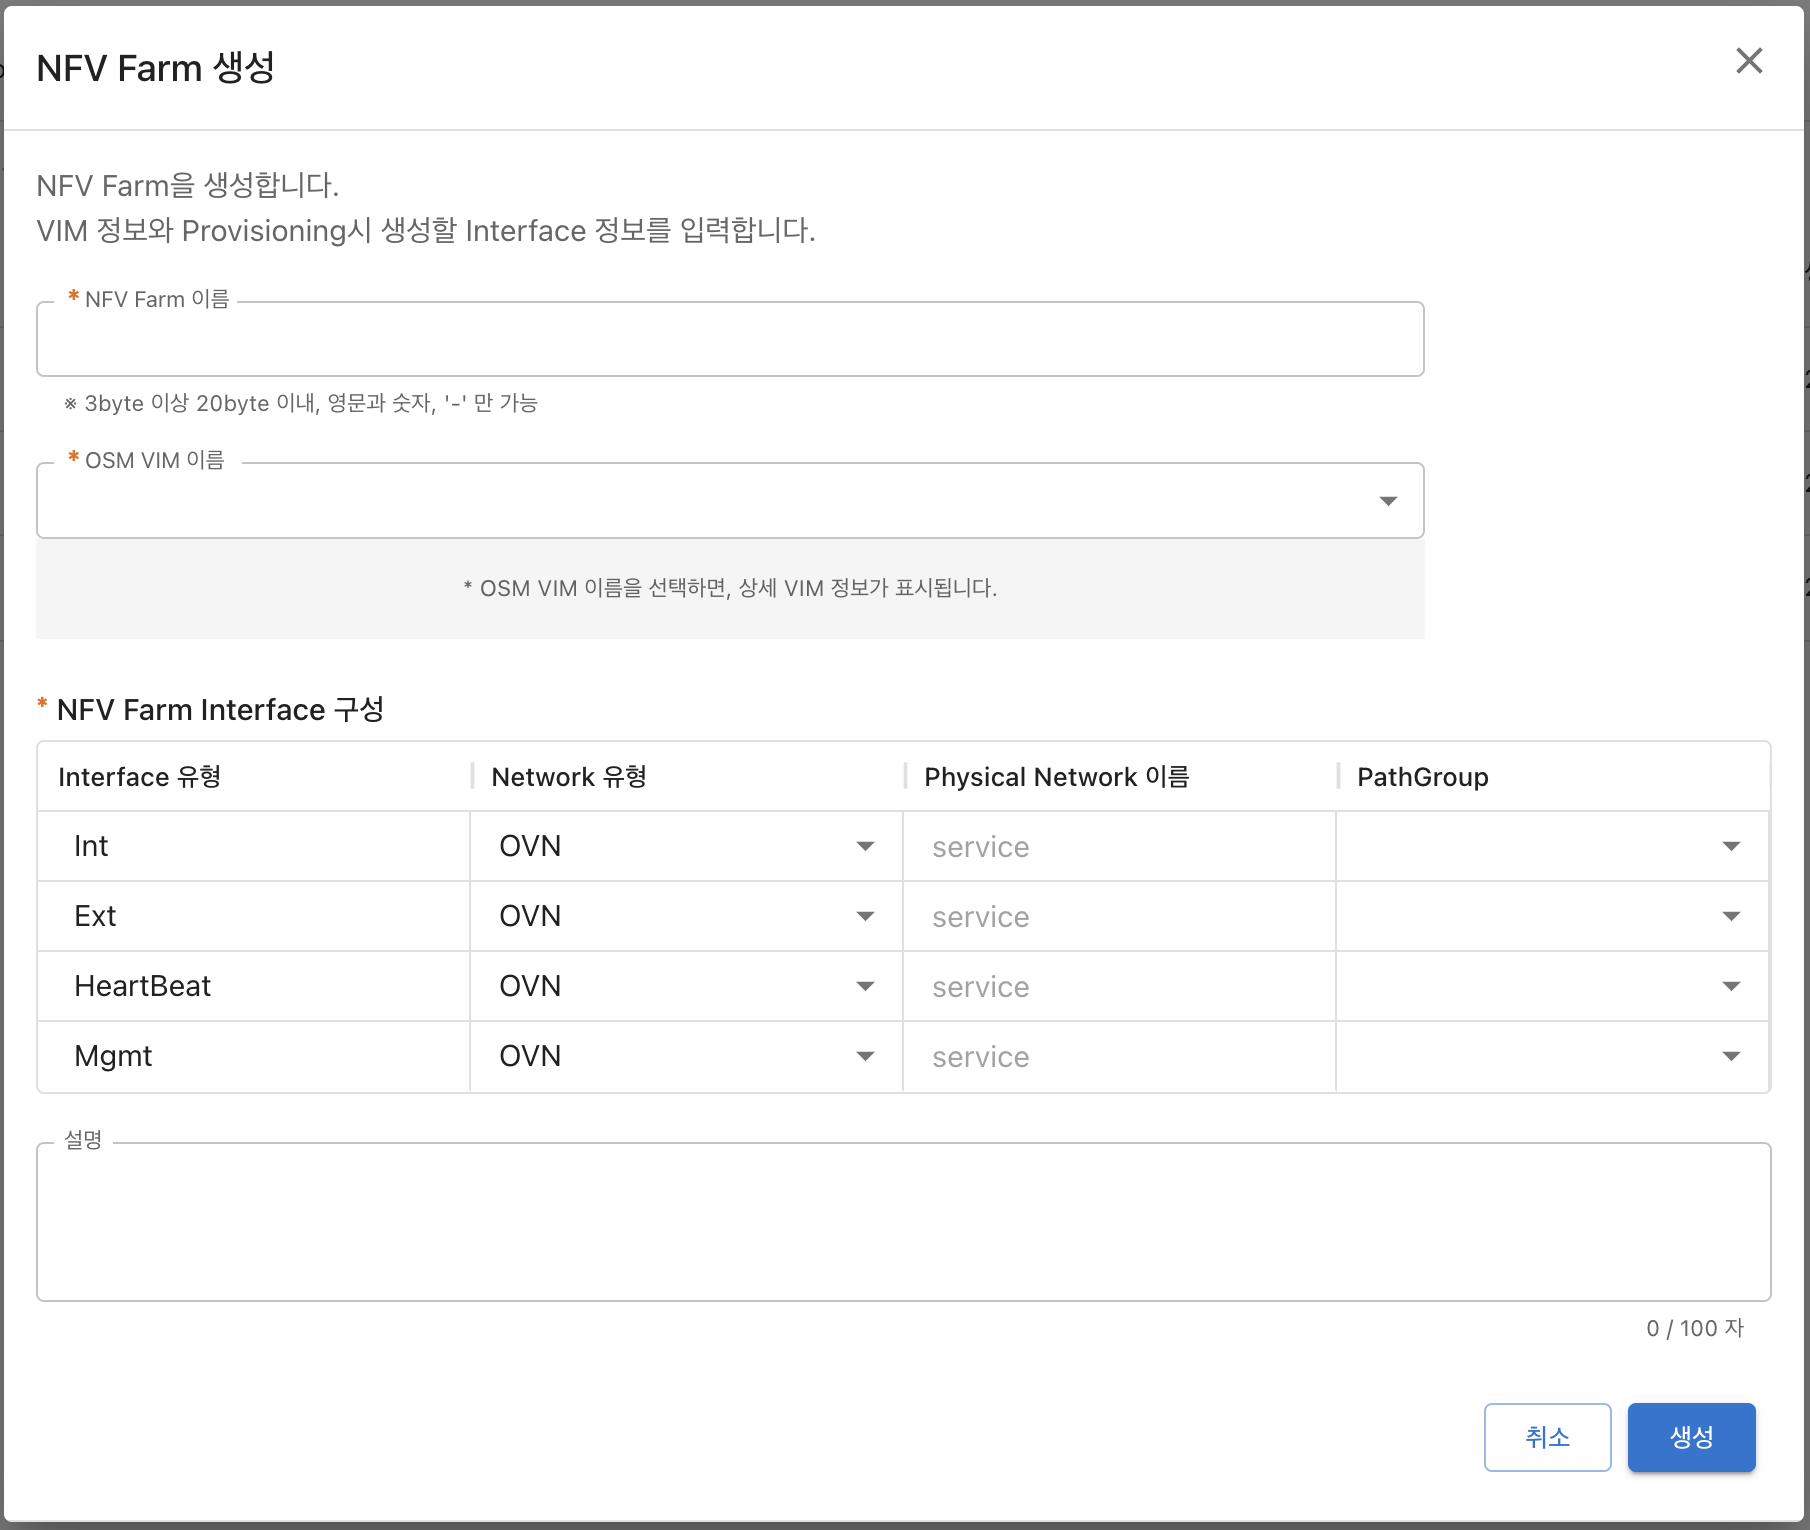 NFV Farm 생성
NFV Farm을 생성합니다.
VIM 정보와 Provisioning시 생성할 Interface 정보를 입력합니다.
* NFV Farm 이름
※ 3byte 이상 20byte 이내, 영문과 숫자, '-' 만 가능
* OSM VIM 이름
* OSM VIM 이름을 선택하면, 상세 VIM 정보가 표시됩니다.
* NFV Farm Interface 구성
Interface 유형 Network 유형 Physical Network 이름 PathGroup
Int OVN service
Ext OVN service
HeartBeat OVN service
Mgmt OVN service
설명
0 / 100 자
취소 생성